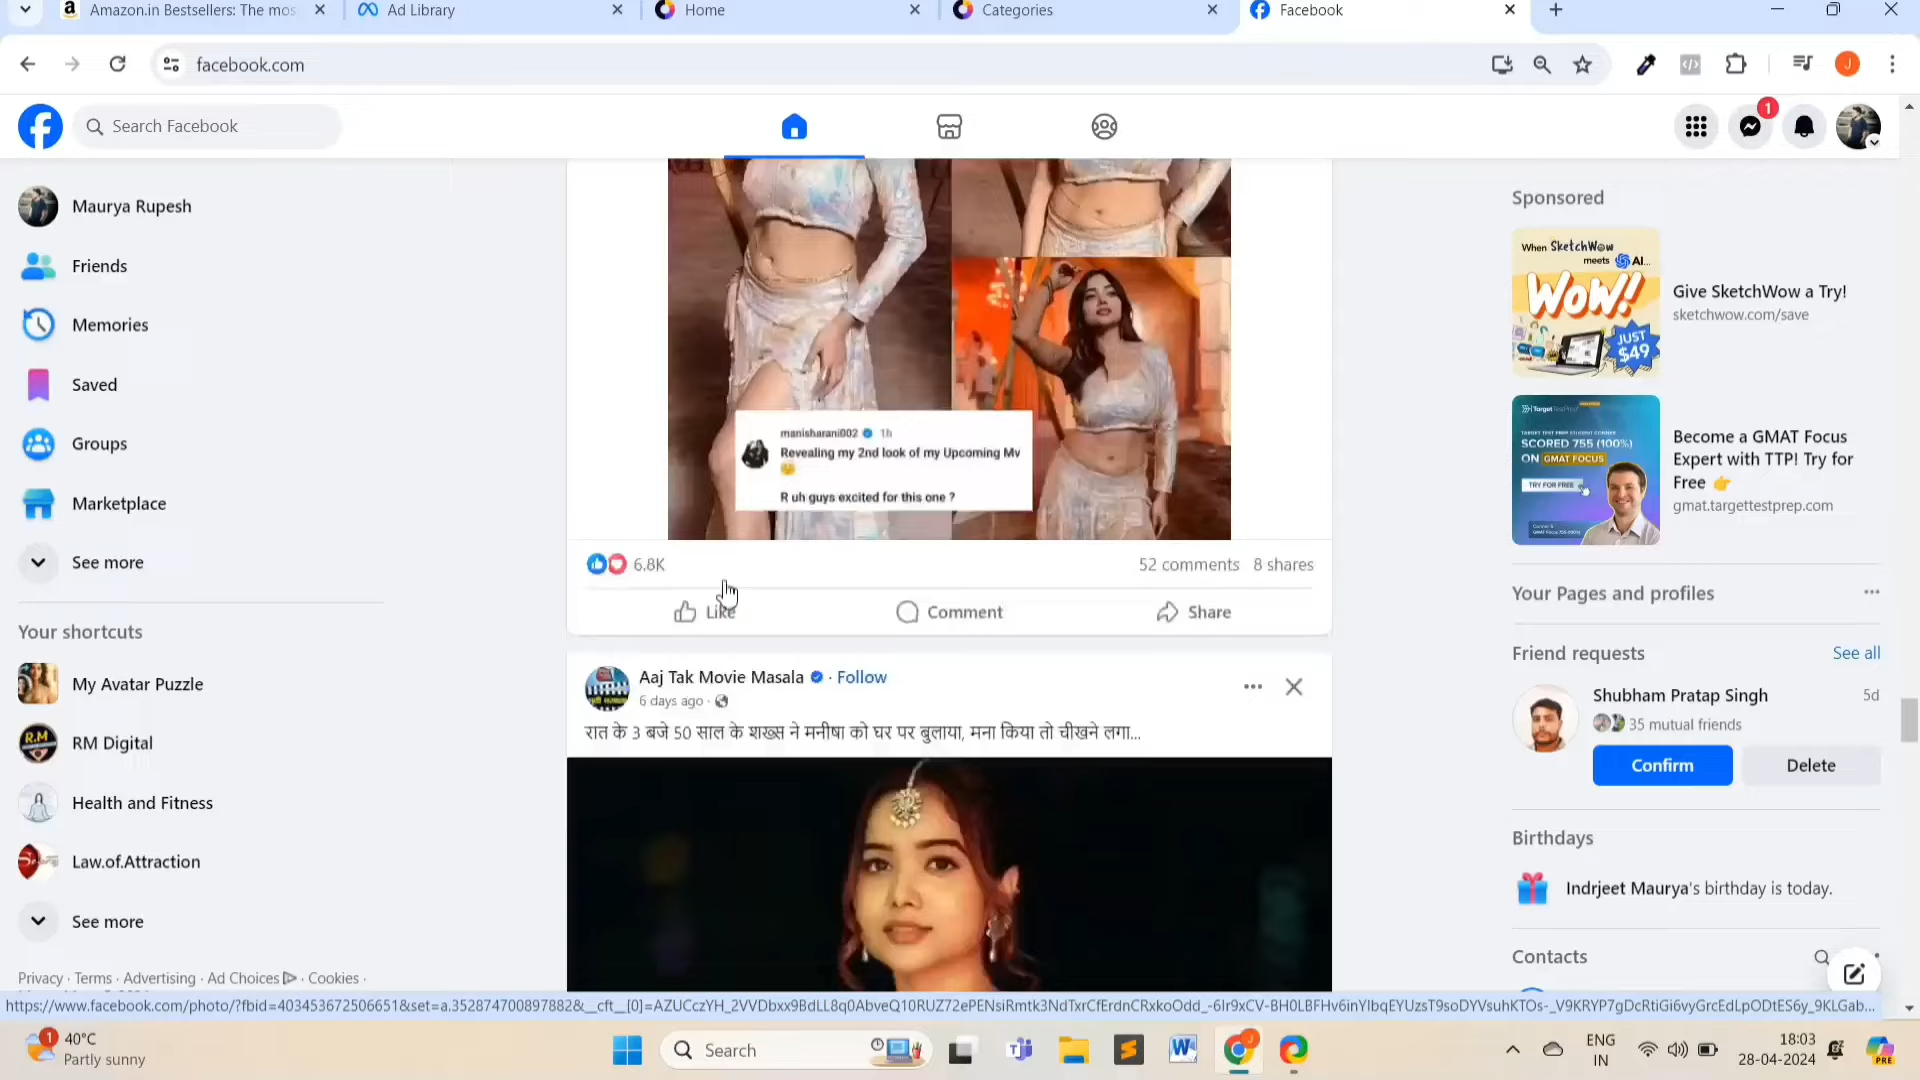 Amazon.in Bestsellers: The mos
Ad Library
Home
Categories
Facebook
facebook.com
Search Facebook
1
Maurya Rupesh
Friends
Memories
Saved
Groups
Marketplace
See more
Your shortcuts
My Avatar Puzzle
RM Digital
Health and Fitness
Law.of.Attraction
See more
Privacy · Terms · Advertising · Ad Choices · Cookies ·
manisharani002 1h
Revealing my 2nd look of my Upcoming Mv
R uh guys excited for this one ?
6.8K
52 comments 8 shares
Like
Comment
Share
Aaj Tak Movie Masala · Follow
6 days ago ·
रात के 3 बजे 50 साल के शख्स ने मनीषा को घर पर बुलाया, मना किया तो चीखने लगा...
Sponsored
When SketchWow
meets AI...
WOW!
JUST
$49
Give SketchWow a Try!
sketchwow.com/save
SCORED 755 (100%)
ON GMAT FOCUS
TRY FOR FREE
Become a GMAT Focus
Expert with TTP! Try for
Free
gmat.targettestprep.com
Your Pages and profiles
Friend requests
See all
Shubham Pratap Singh 5d
35 mutual friends
Confirm
Delete
Birthdays
Indrjeet Maurya's birthday is today.
Contacts
40°C
Partly sunny
1
Search
ENG
IN
18:03
28-04-2024